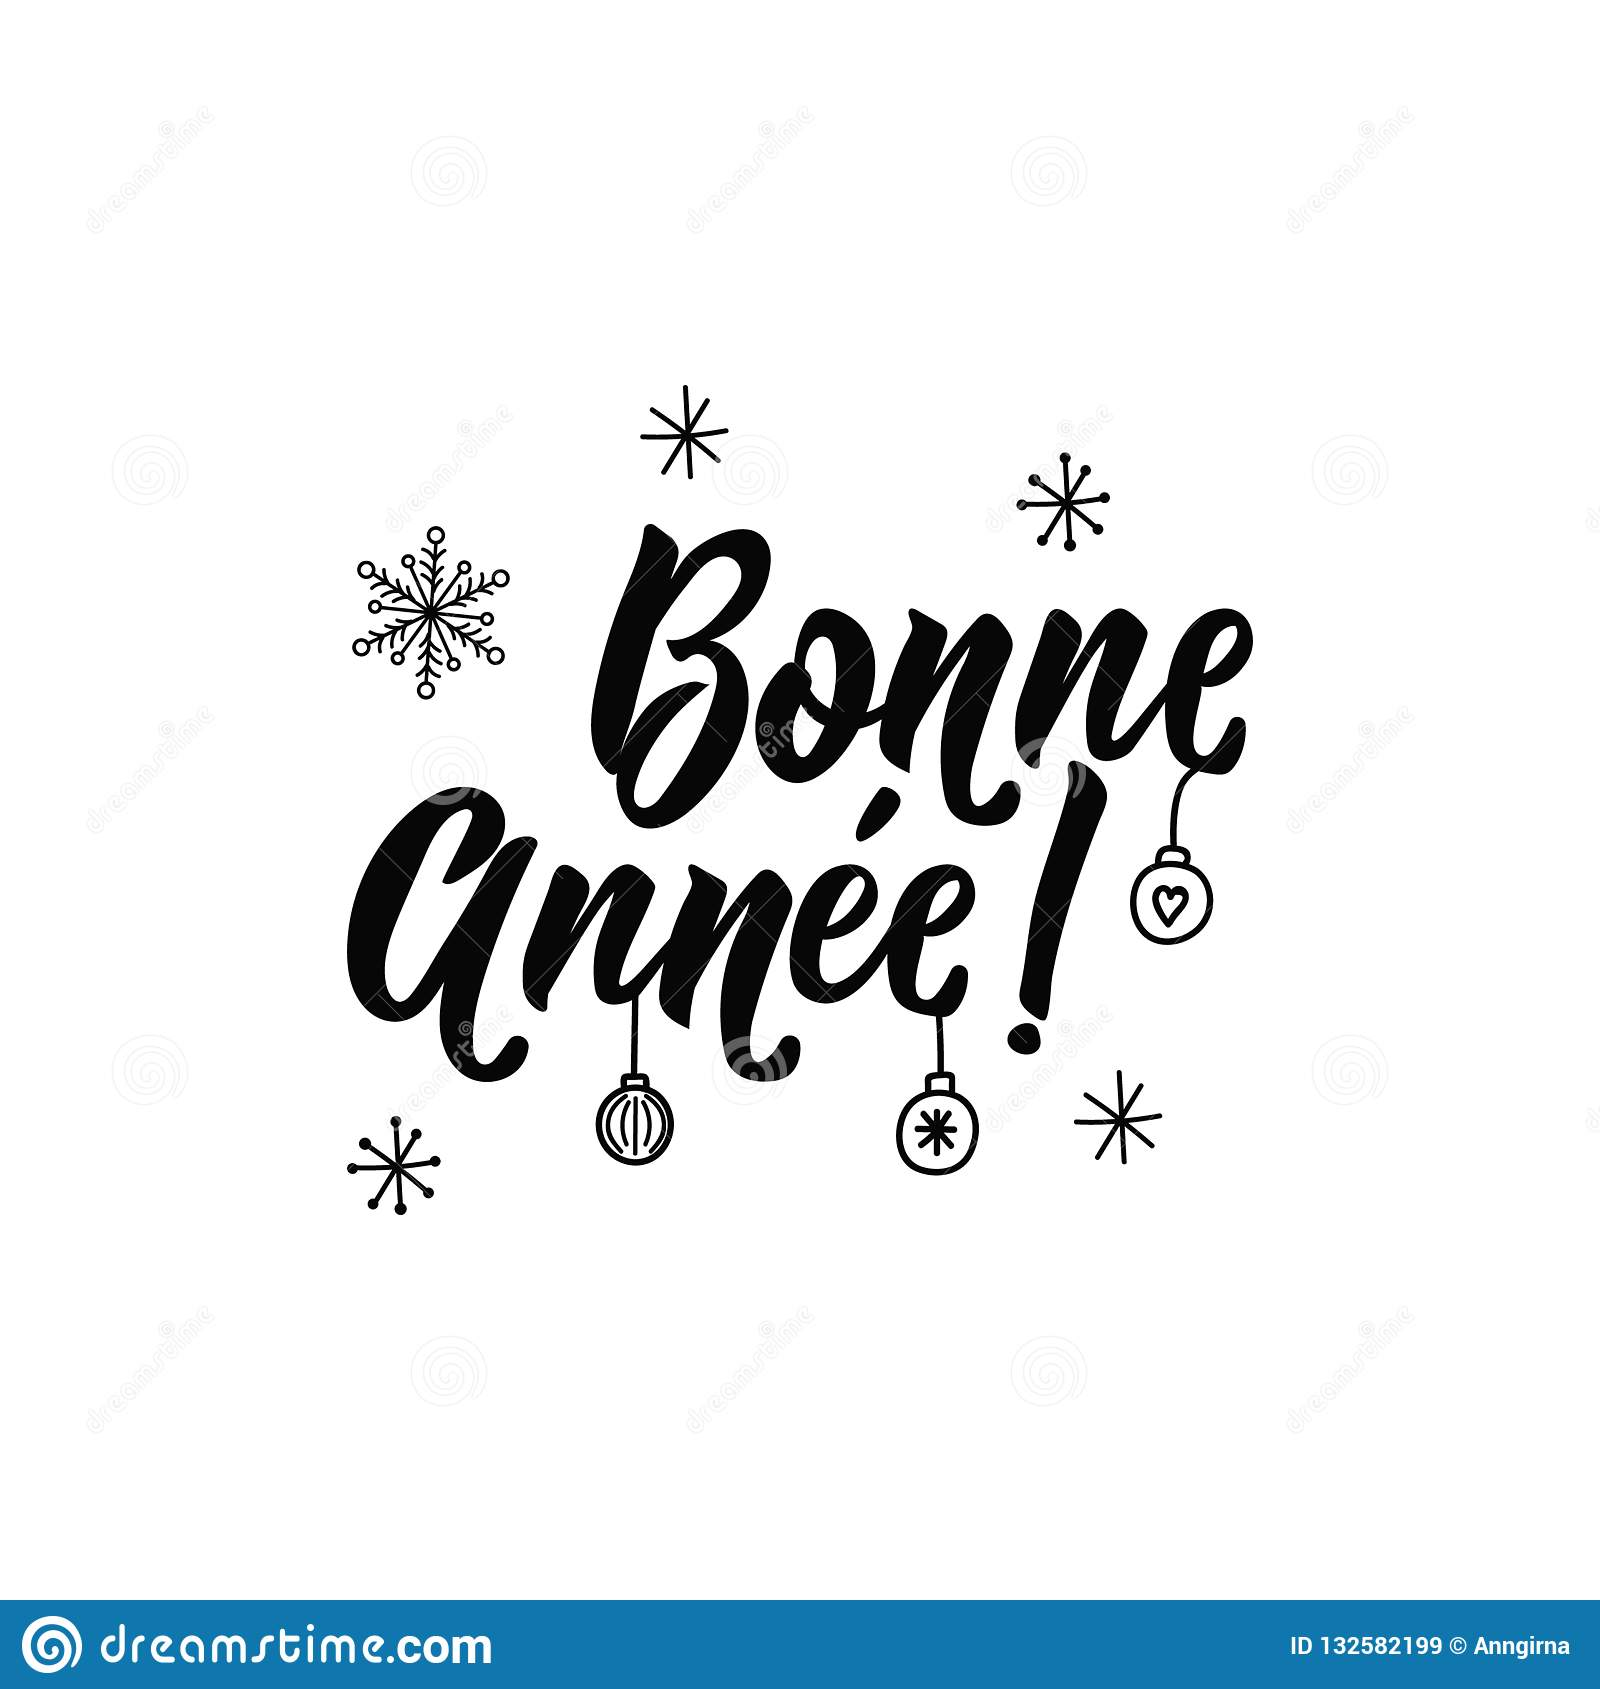 Bonne
Année!
dreamstime.com
ID 132582199 © Anngirna